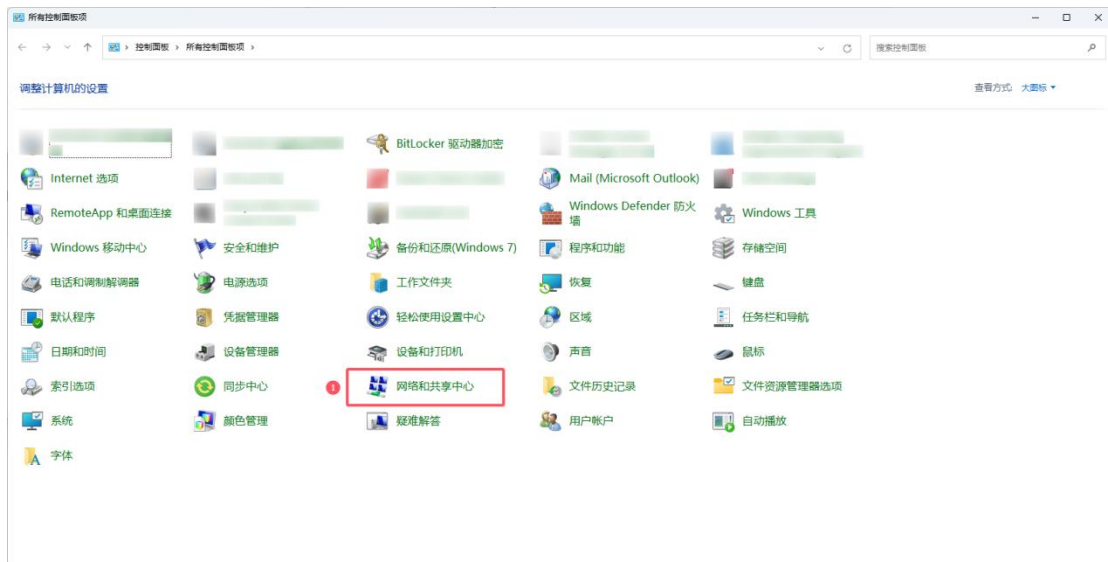 所有控制面板项
控制面板 › 所有控制面板项 ›
搜索控制面板
调整计算机的设置
查看方式: 大图标
BitLocker 驱动器加密
Internet 选项
Mail (Microsoft Outlook)
RemoteApp 和桌面连接
Windows Defender 防火
墙
Windows 工具
Windows 移动中心
安全和维护
备份和还原(Windows 7)
程序和功能
存储空间
电话和调制解调器
电源选项
工作文件夹
恢复
键盘
默认程序
凭据管理器
轻松使用设置中心
区域
任务栏和导航
日期和时间
设备管理器
设备和打印机
声音
鼠标
索引选项
同步中心
1
网络和共享中心
文件历史记录
文件资源管理器选项
系统
颜色管理
疑难解答
用户帐户
自动播放
字体